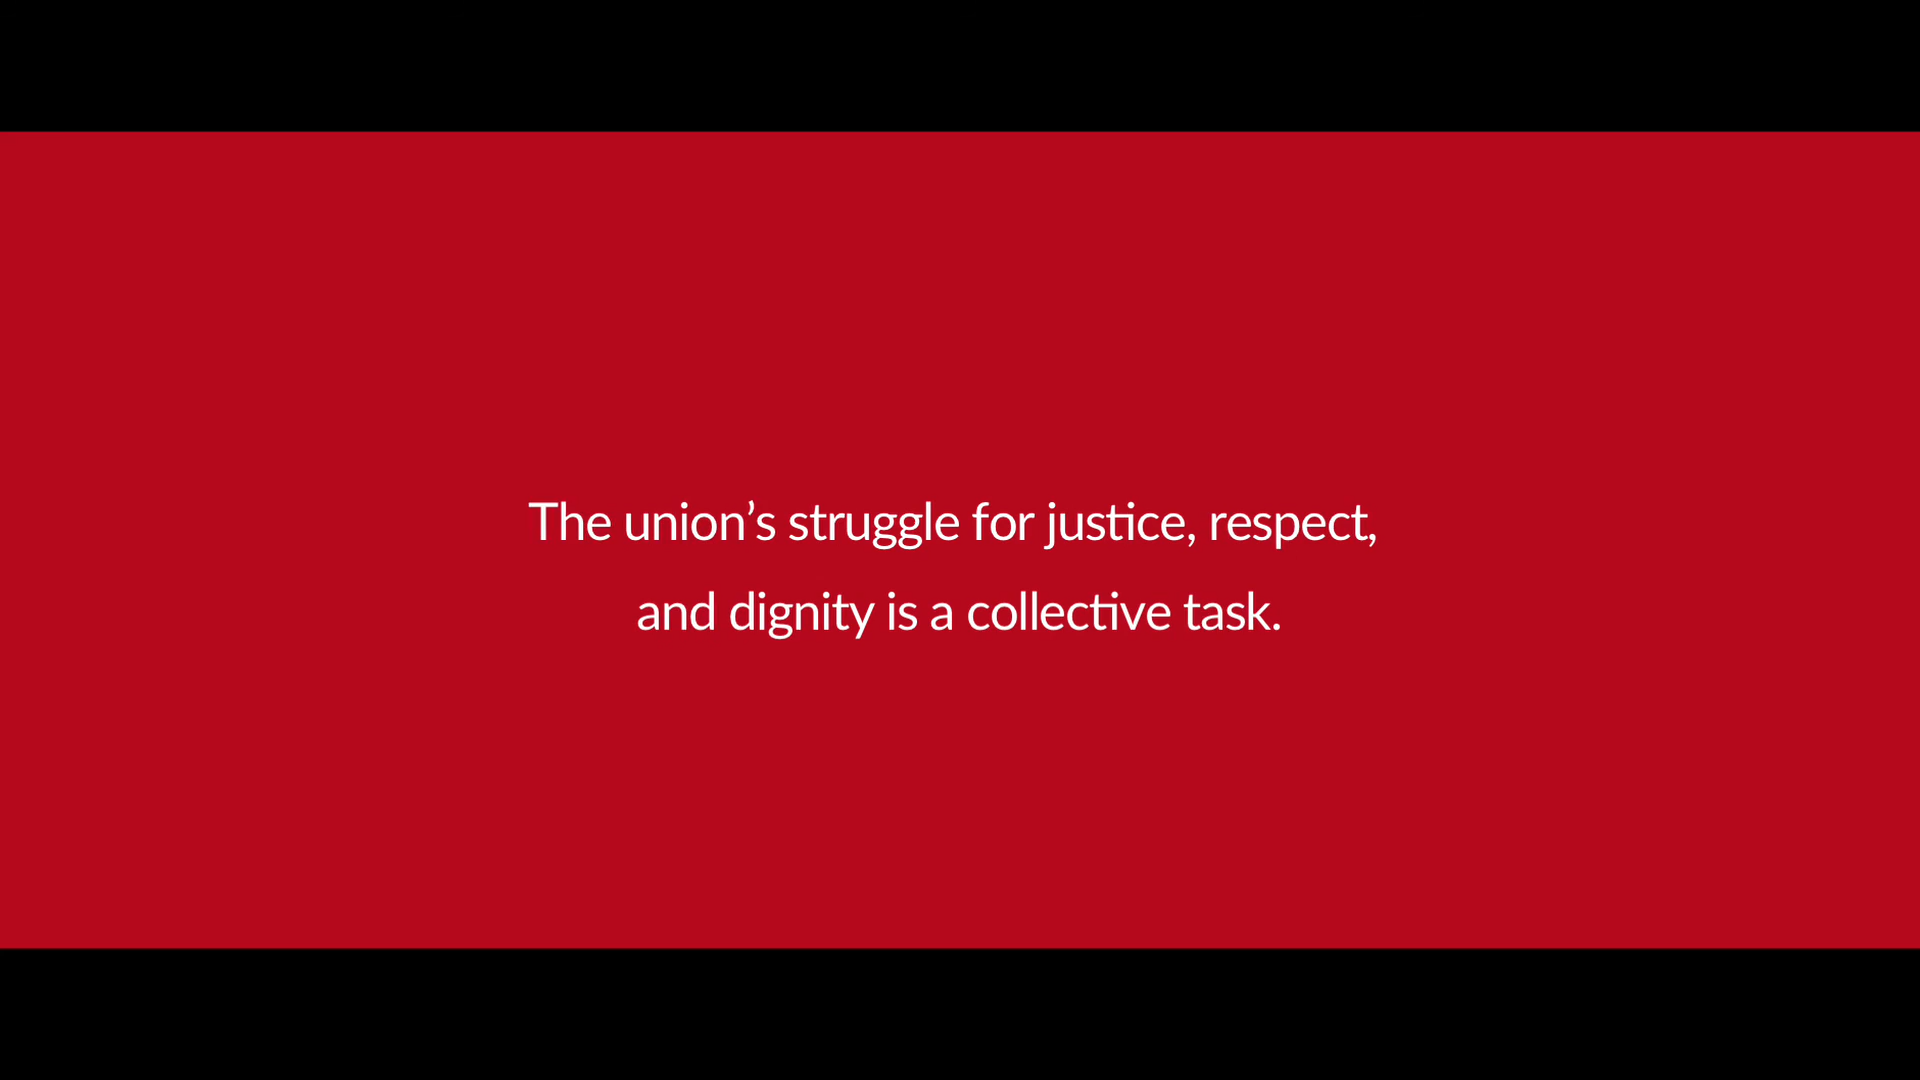 The union’s struggle for justice, respect,
and dignity is a collective task.